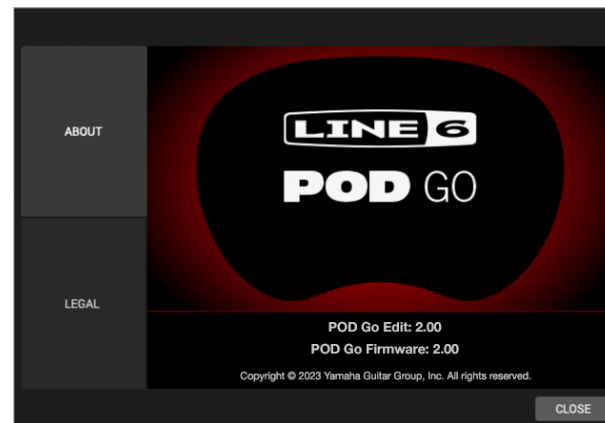 ABOUT
LINE 6
POD GO
LEGAL
POD Go Edit: 2.00
POD Go Firmware: 2.00
Copyright © 2023 Yamaha Guitar Group, Inc. All rights reserved.
CLOSE